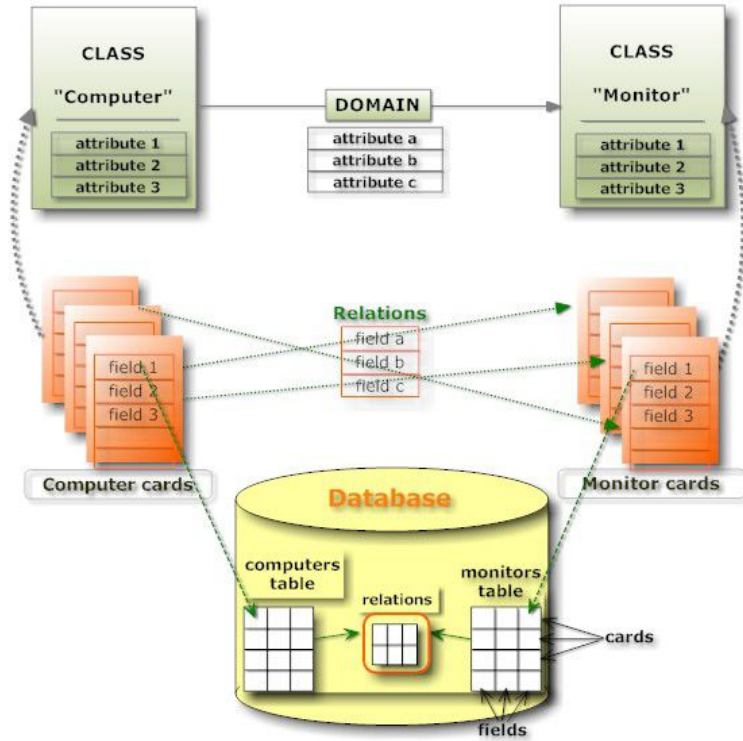 CLASS
"Computer"
attribute 1
attribute 2
attribute 3
DOMAIN
attribute a
attribute b
attribute c
CLASS
"Monitor"
attribute 1
attribute 2
attribute 3
Relations
field a
field b
field c
field 1
field 2
field 3
Computer cards
field 1
field 2
field 3
Monitor cards
Database
computers
table
relations
monitors
table
cards
fields